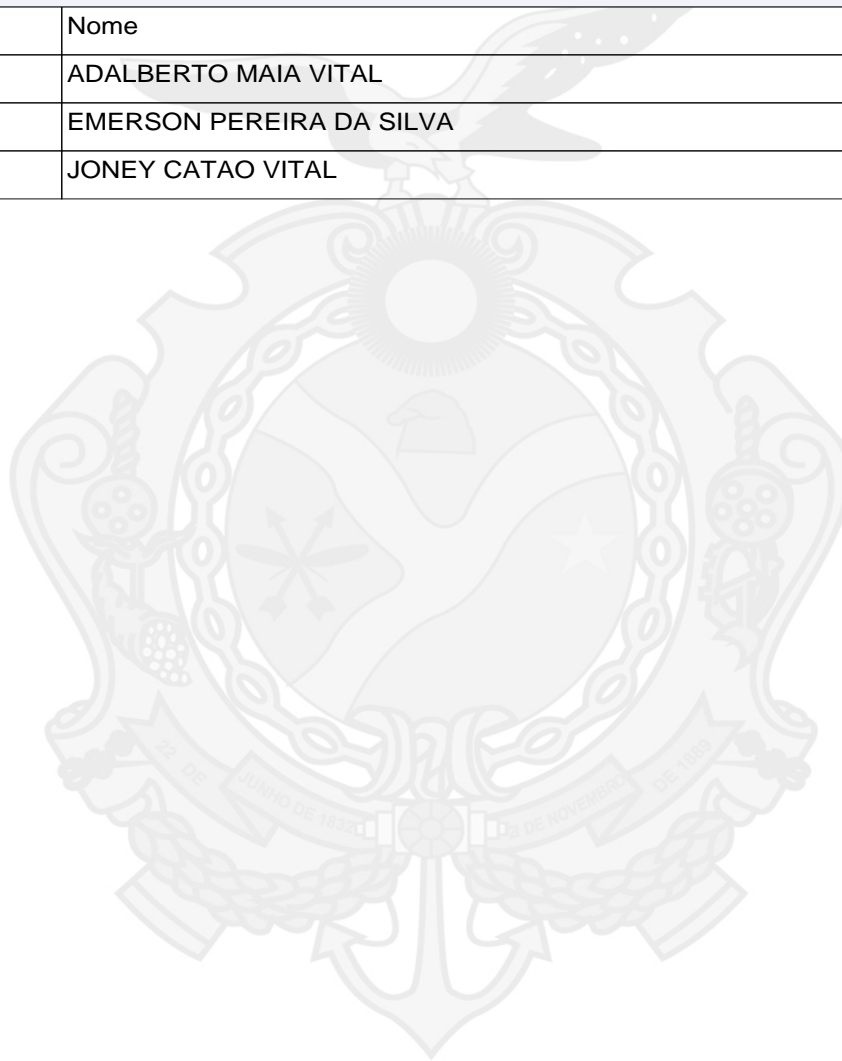 Nome
ADALBERTO MAIA VITAL
EMERSON PEREIRA DA SILVA
JONEY CATAO VITAL
22 DE JUNHO DE 1832 21 DE NOVEMBRO DE 1889